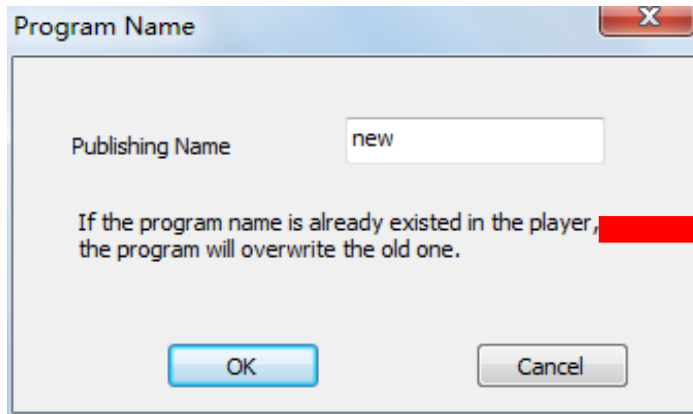 Program Name
X
Publishing Name
new
If the program name is already existed in the player,
the program will overwrite the old one.
OK
Cancel